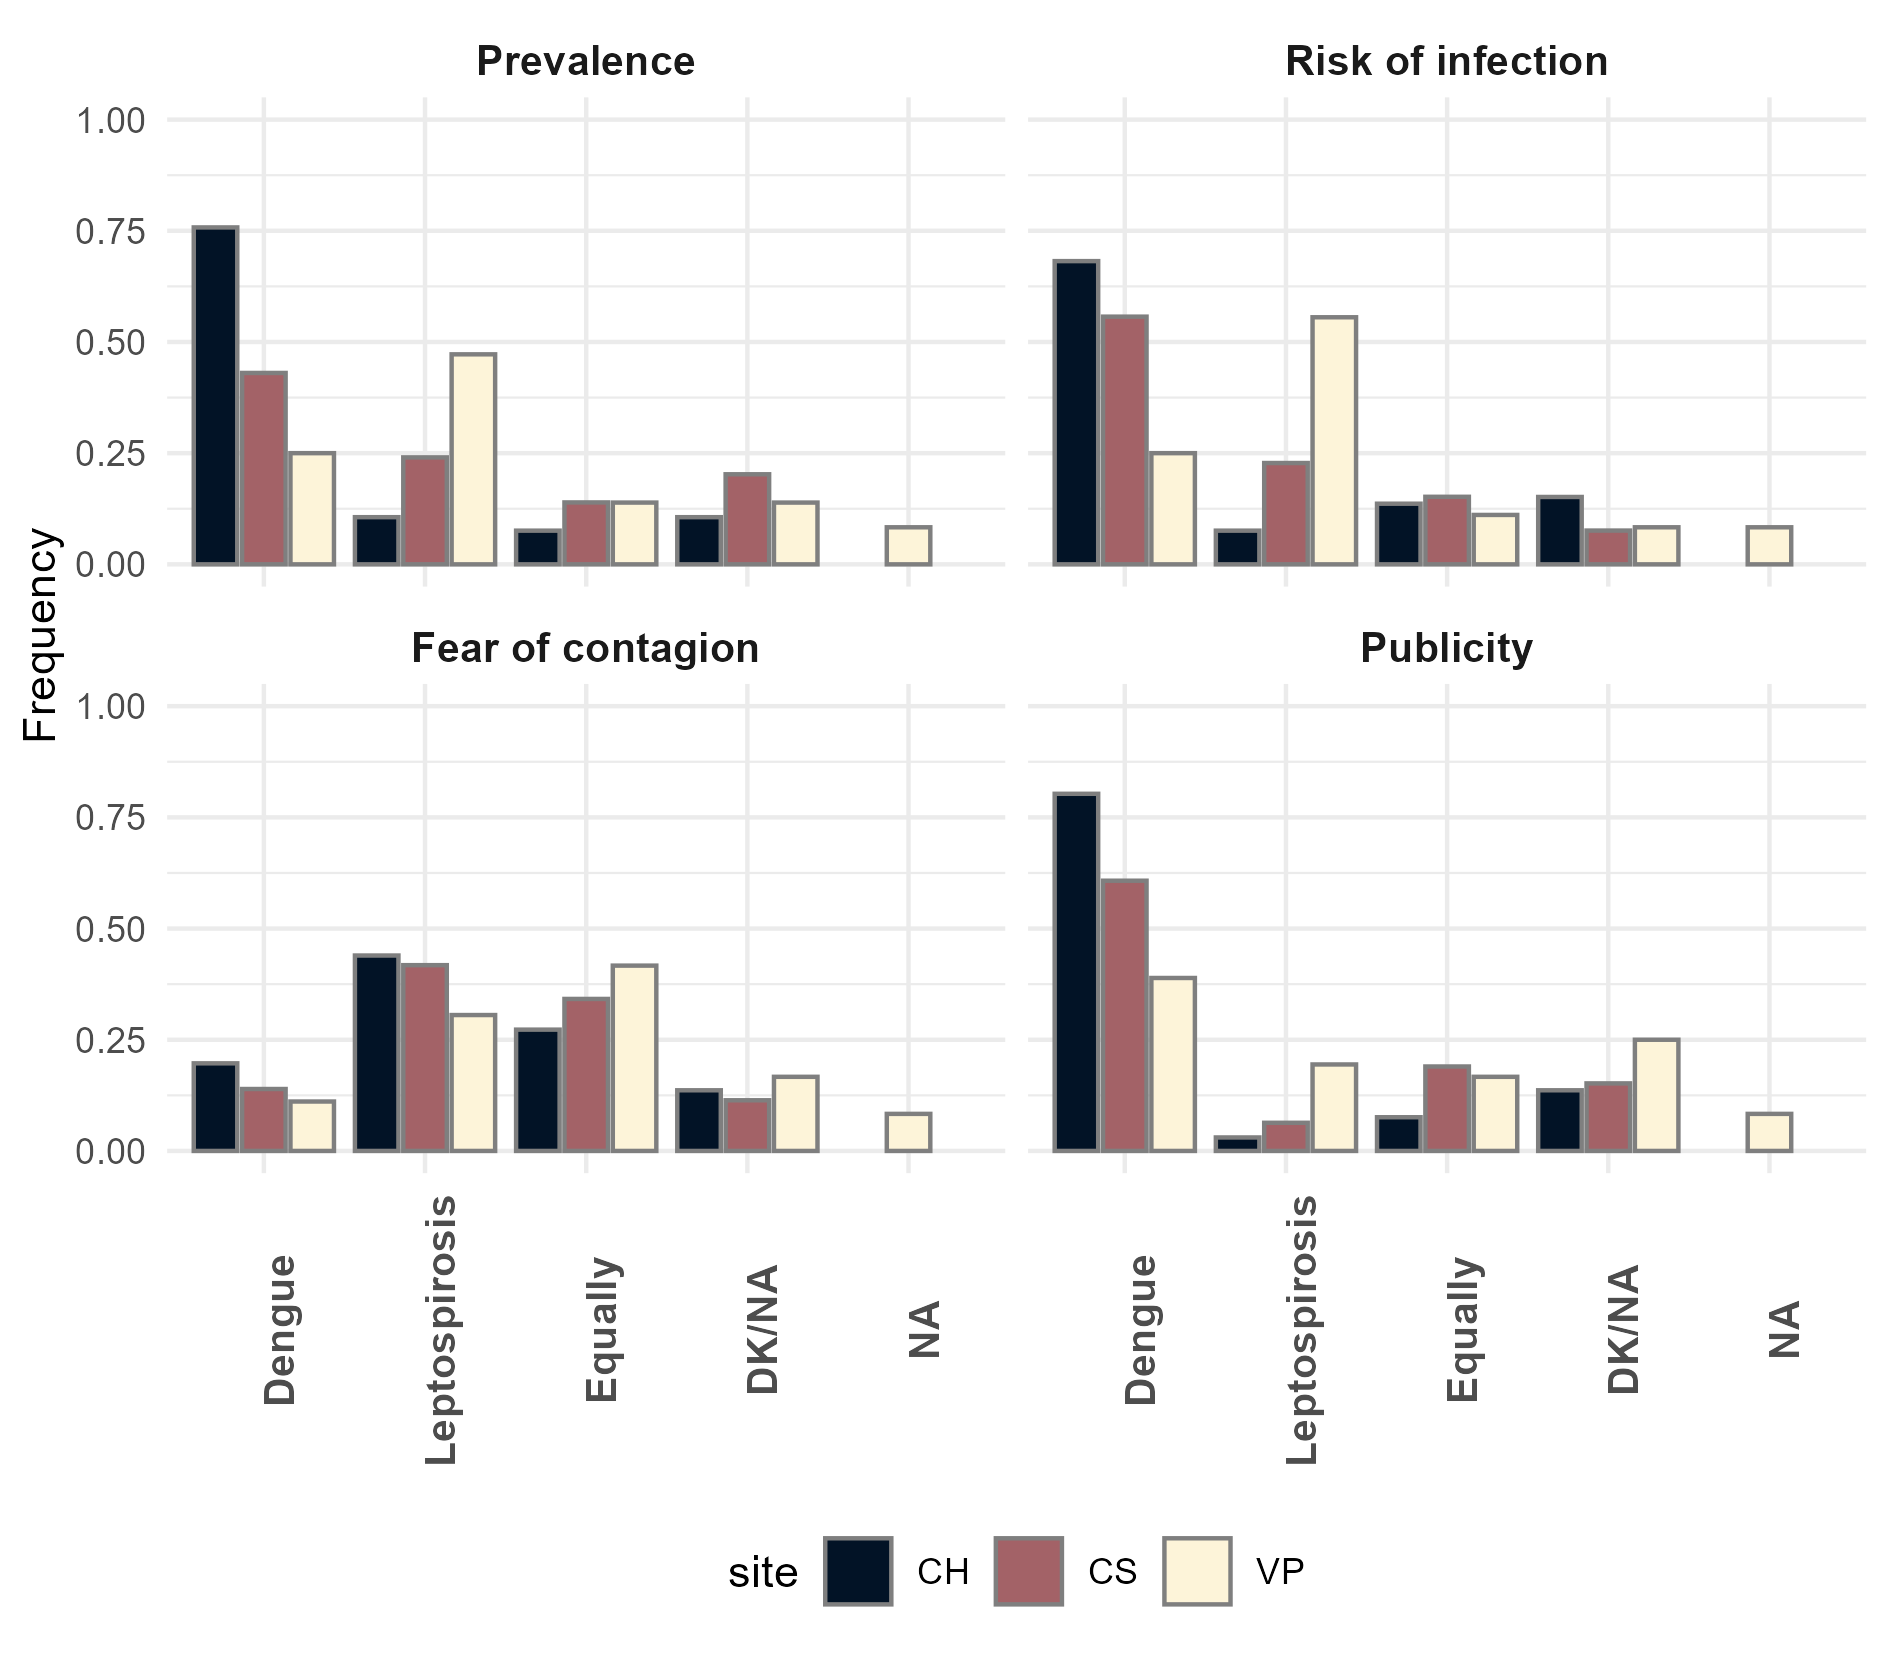 Prevalence
Risk of infection
1.00
0.75
0.50
0.25
0.00
Frequency
Fear of contagion
Publicity
1.00
0.75
0.50
0.25
0.00
Dengue
Leptospirosis
Equally
DK/NA
NA
Dengue
Leptospirosis
Equally
DK/NA
NA
site CH CS VP